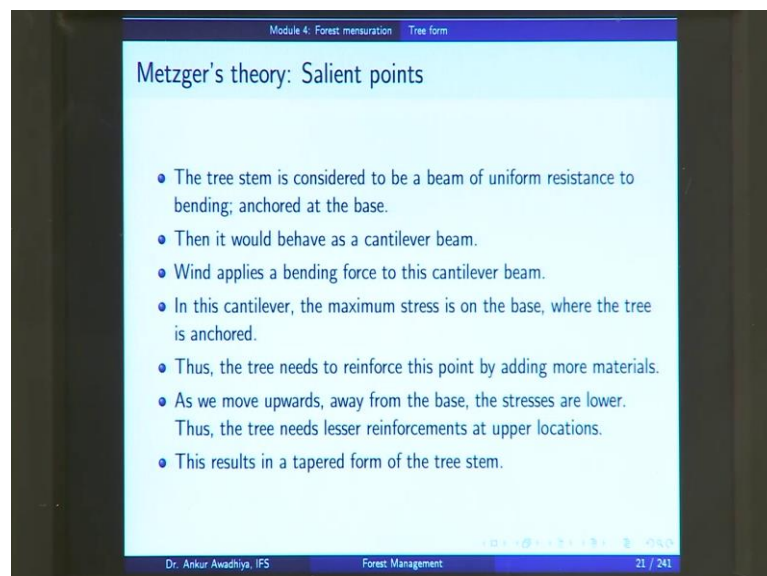 Module 4: Forest mensuration Tree form
Metzger's theory: Salient points
The tree stem is considered to be a beam of uniform resistance to
bending; anchored at the base.
Then it would behave as a cantilever beam.
Wind applies a bending force to this cantilever beam.
In this cantilever, the maximum stress is on the base, where the tree
is anchored.
Thus, the tree needs to reinforce this point by adding more materials.
As we move upwards, away from the base, the stresses are lower.
Thus, the tree needs lesser reinforcements at upper locations.
This results in a tapered form of the tree stem.
Dr. Ankur Awadhiya, IFS Forest Management 21 / 241